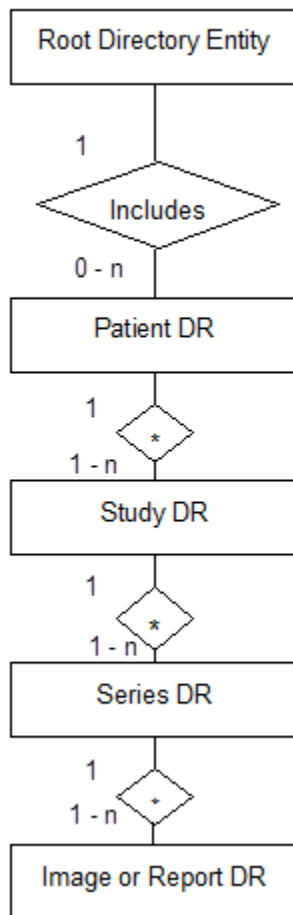 Root Directory Entity
1
Includes
0 - n
Patient DR
1
*
1 - n
Study DR
1
*
1 - n
Series DR
1
*
1 - n
Image or Report DR